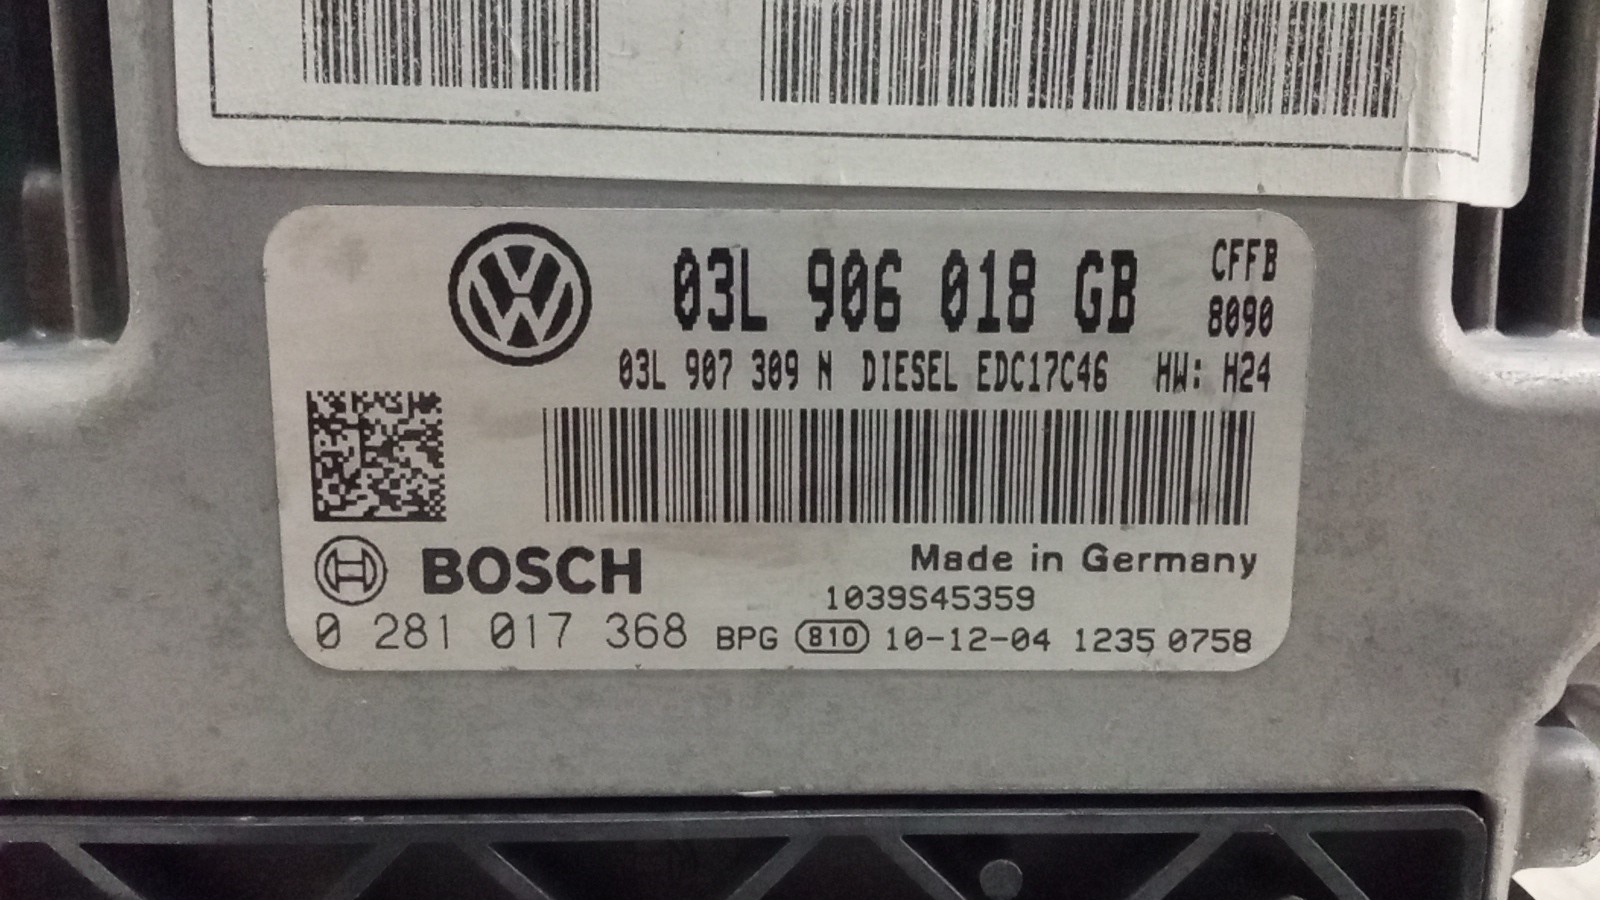 03L 906 018 GB CFFB
8090
03L 907 309 N DIESEL EDC17C46 HW: H24
BOSCH Made in Germany
1039S45359
0 281 017 368 BPG 810 10-12-04 1235 0758